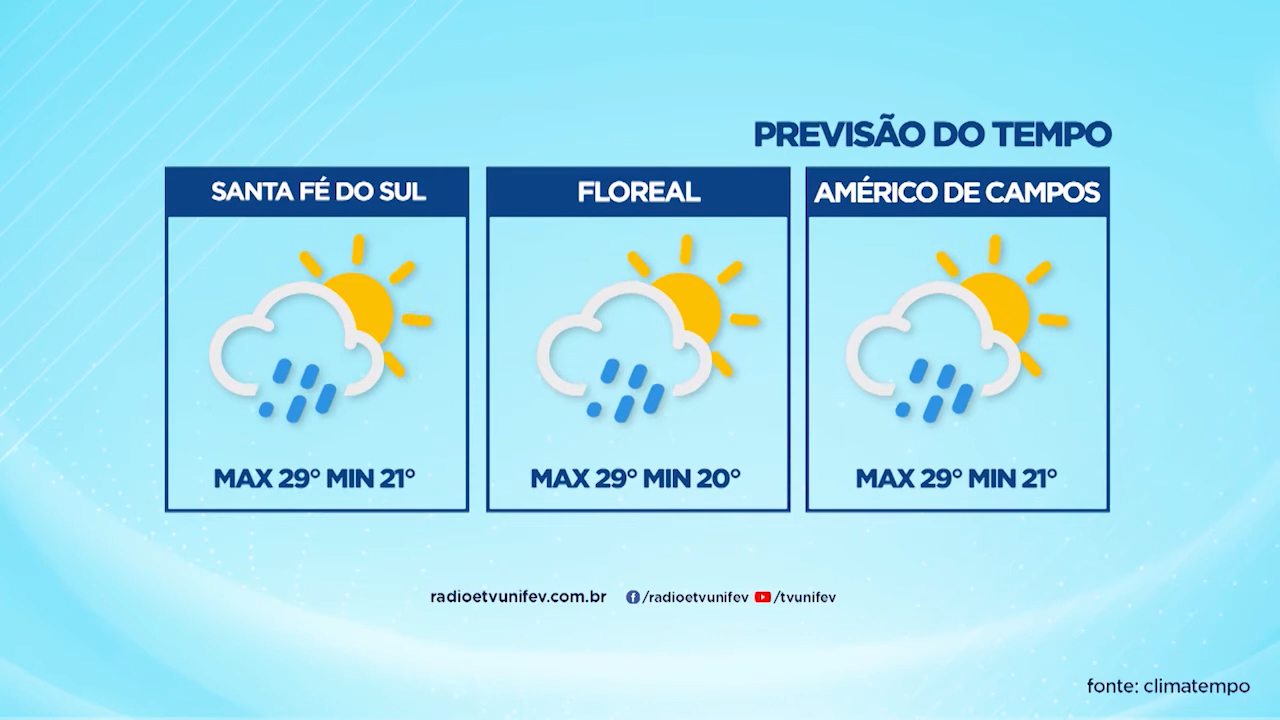 PREVISÃO DO TEMPO
SANTA FÉ DO SUL
MAX 29° MIN 21°
FLOREAL
MAX 29° MIN 20°
AMÉRICO DE CAMPOS
MAX 29° MIN 21°
radioetvunifev.com.br /radioetvunifev /tvunifev
fonte: climatempo